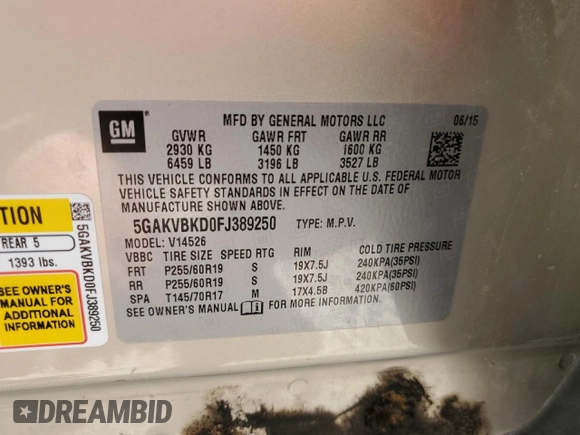 GM
MFD BY GENERAL MOTORS LLC
06/15
GVWR GAWR FRT GAWR RR
2930 KG 1450 KG 1600 KG
6459 LB 3196 LB 3527 LB
THIS VEHICLE CONFORMS TO ALL APPLICABLE U.S. FEDERAL MOTOR
VEHICLE SAFETY STANDARDS IN EFFECT ON THE DATE OF
MANUFACTURE SHOWN ABOVE.
5GAKVBKD0FJ389250 TYPE: M.P.V.
MODEL: V14526
VBBC TIRE SIZE SPEED RTG RIM COLD TIRE PRESSURE
FRT P255/60R19 S 19X7.5J 240KPA(35PSI)
RR P255/60R19 S 19X7.5J 240KPA(35PSI)
SPA T145/70R17 M 17X4.5B 420KPA(60PSI)
SEE OWNER'S MANUAL i FOR MORE INFORMATION.
TION
REAR 5
1393 lbs.
SEE OWNER'S
MANUAL FOR
ADDITIONAL
INFORMATION
5GAKVBKD0FJ389250
DREAMBID